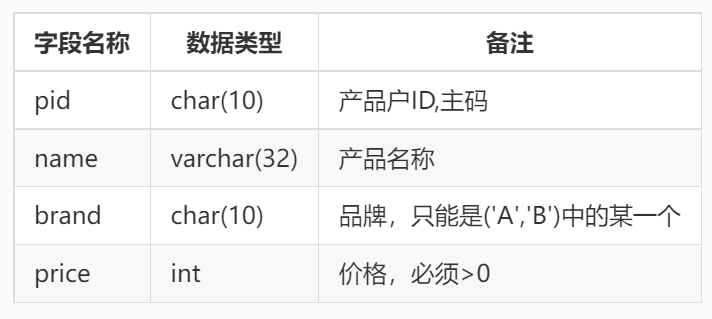 字段名称 数据类型 备注
pid char(10) 产品户ID,主码
name varchar(32) 产品名称
brand char(10) 品牌，只能是('A','B')中的某一个
price int 价格，必须>0